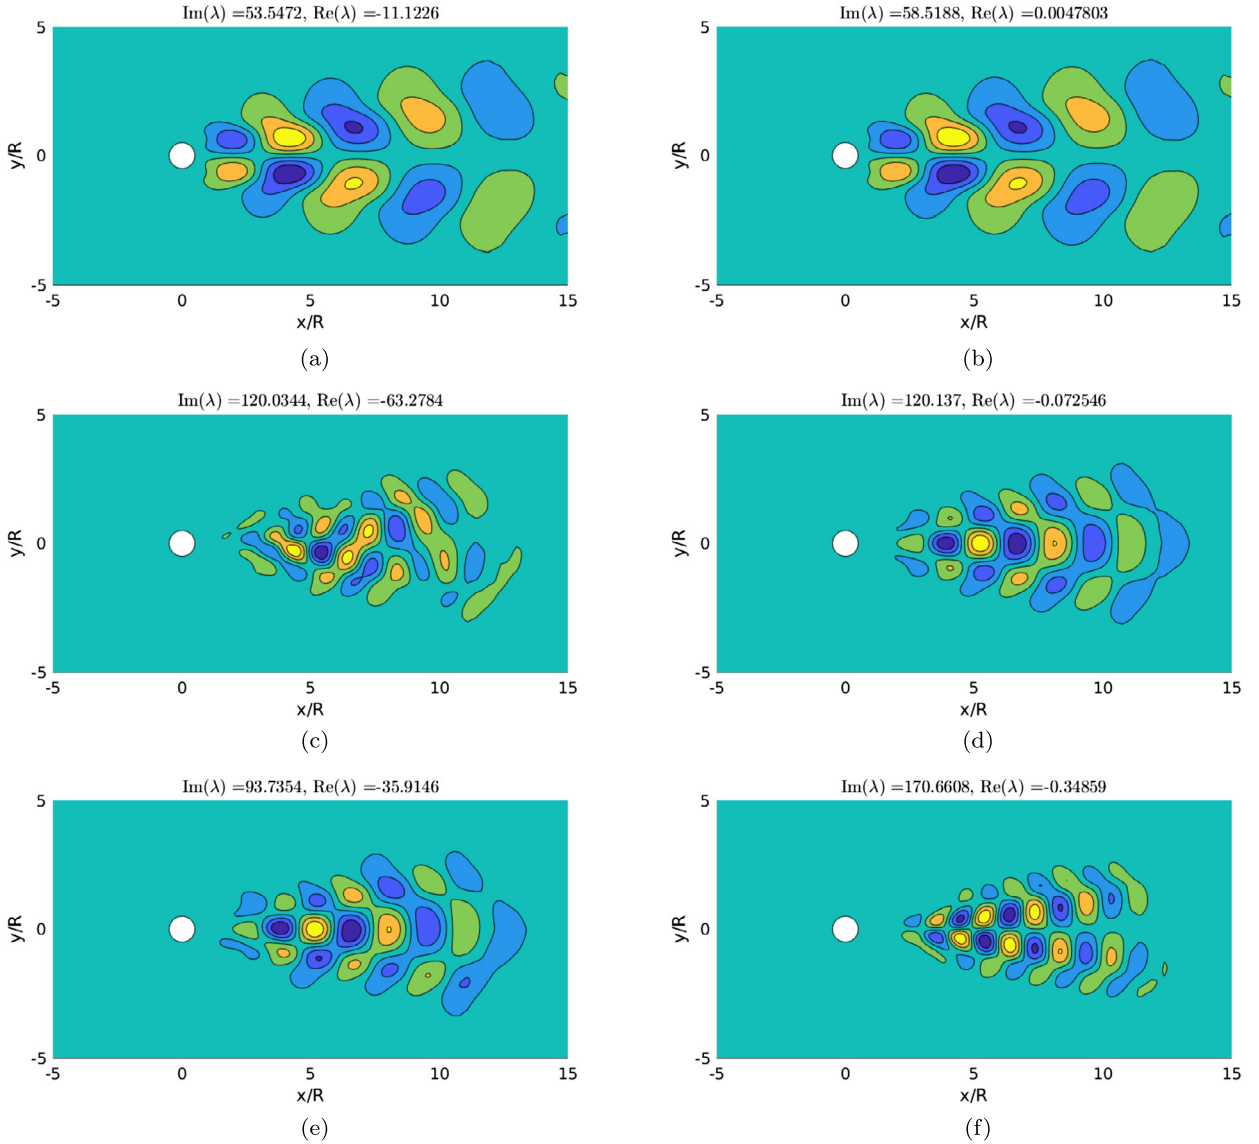 Im(λ) =53.5472, Re(λ) =-11.1226
5
y/R
0
-5
-5 0 5 10 15
x/R
(a)
Im(λ) =58.5188, Re(λ) =0.0047803
5
y/R
0
-5
-5 0 5 10 15
x/R
(b)
Im(λ) =120.0344, Re(λ) =-63.2784
5
y/R
0
-5
-5 0 5 10 15
x/R
(c)
Im(λ) =120.137, Re(λ) =-0.072546
5
y/R
0
-5
-5 0 5 10 15
x/R
(d)
Im(λ) =93.7354, Re(λ) =-35.9146
5
y/R
0
-5
-5 0 5 10 15
x/R
(e)
Im(λ) =170.6608, Re(λ) =-0.34859
5
y/R
0
-5
-5 0 5 10 15
x/R
(f)